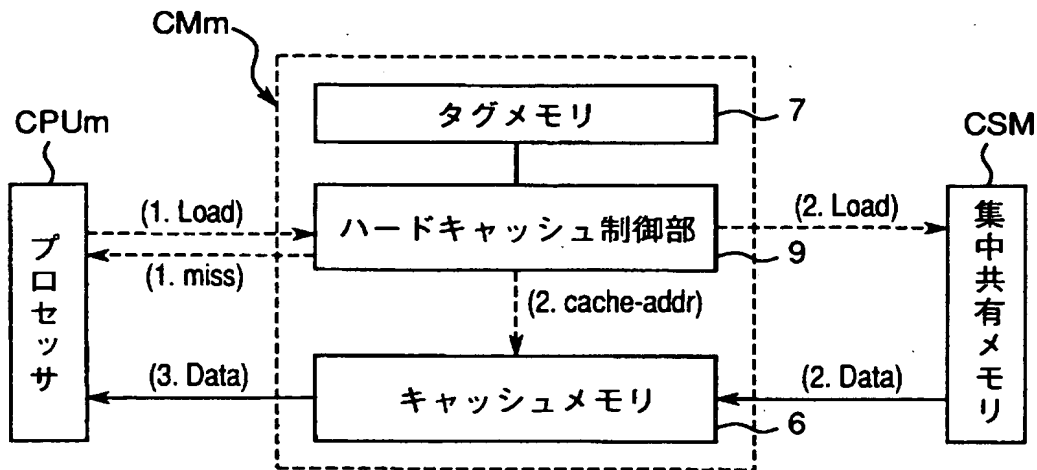 CMm
タグメモリ
7
CPUm
CSM
プロセッサ
(1. Load)
ハードキャッシュ制御部
(2. Load)
集中共有メモリ
(1. miss)
9
(2. cache-addr)
(3. Data)
キャッシュメモリ
(2. Data)
6